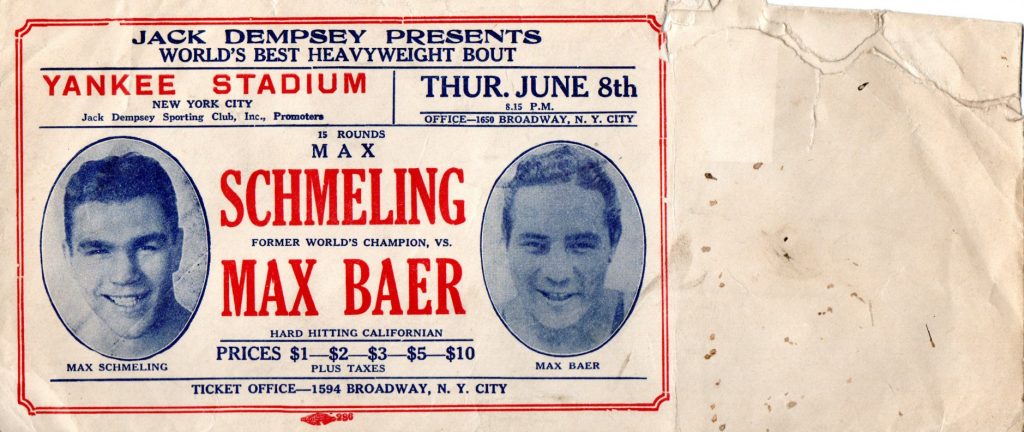 JACK DEMPSEY PRESENTS
WORLD'S BEST HEAVYWEIGHT BOUT
YANKEE STADIUM
NEW YORK CITY
Jack Dempsey Sporting Club, Inc., Promoters
THUR. JUNE 8th
8.15 P.M.
OFFICE—1650 BROADWAY, N. Y. CITY
15 ROUNDS
MAX
SCHMELING
FORMER WORLD'S CHAMPION, VS.
MAX BAER
HARD HITTING CALIFORNIAN
PRICES $1—$2—$3—$5—$10
PLUS TAXES
MAX SCHMELING
MAX BAER
TICKET OFFICE—1594 BROADWAY, N. Y. CITY
286